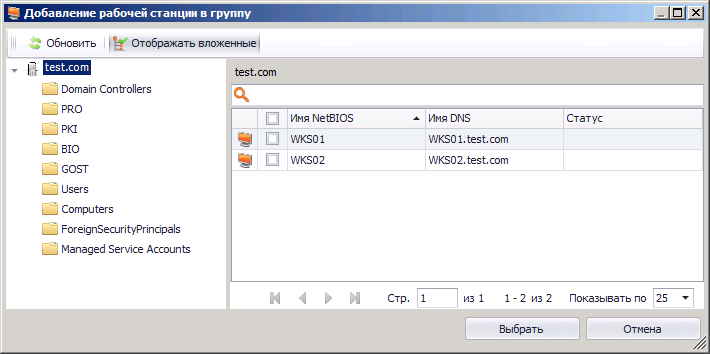 Добавление рабочей станции в группу
Обновить Отображать вложенные
test.com
Domain Controllers
PRO
PKI
BIO
GOST
Users
Computers
ForeignSecurityPrincipals
Managed Service Accounts
test.com
Имя NetBIOS Имя DNS Статус
WKS01 WKS01.test.com
WKS02 WKS02.test.com
Стр. 1 из 1 1 - 2 из 2 Показывать по 25
Выбрать Отмена